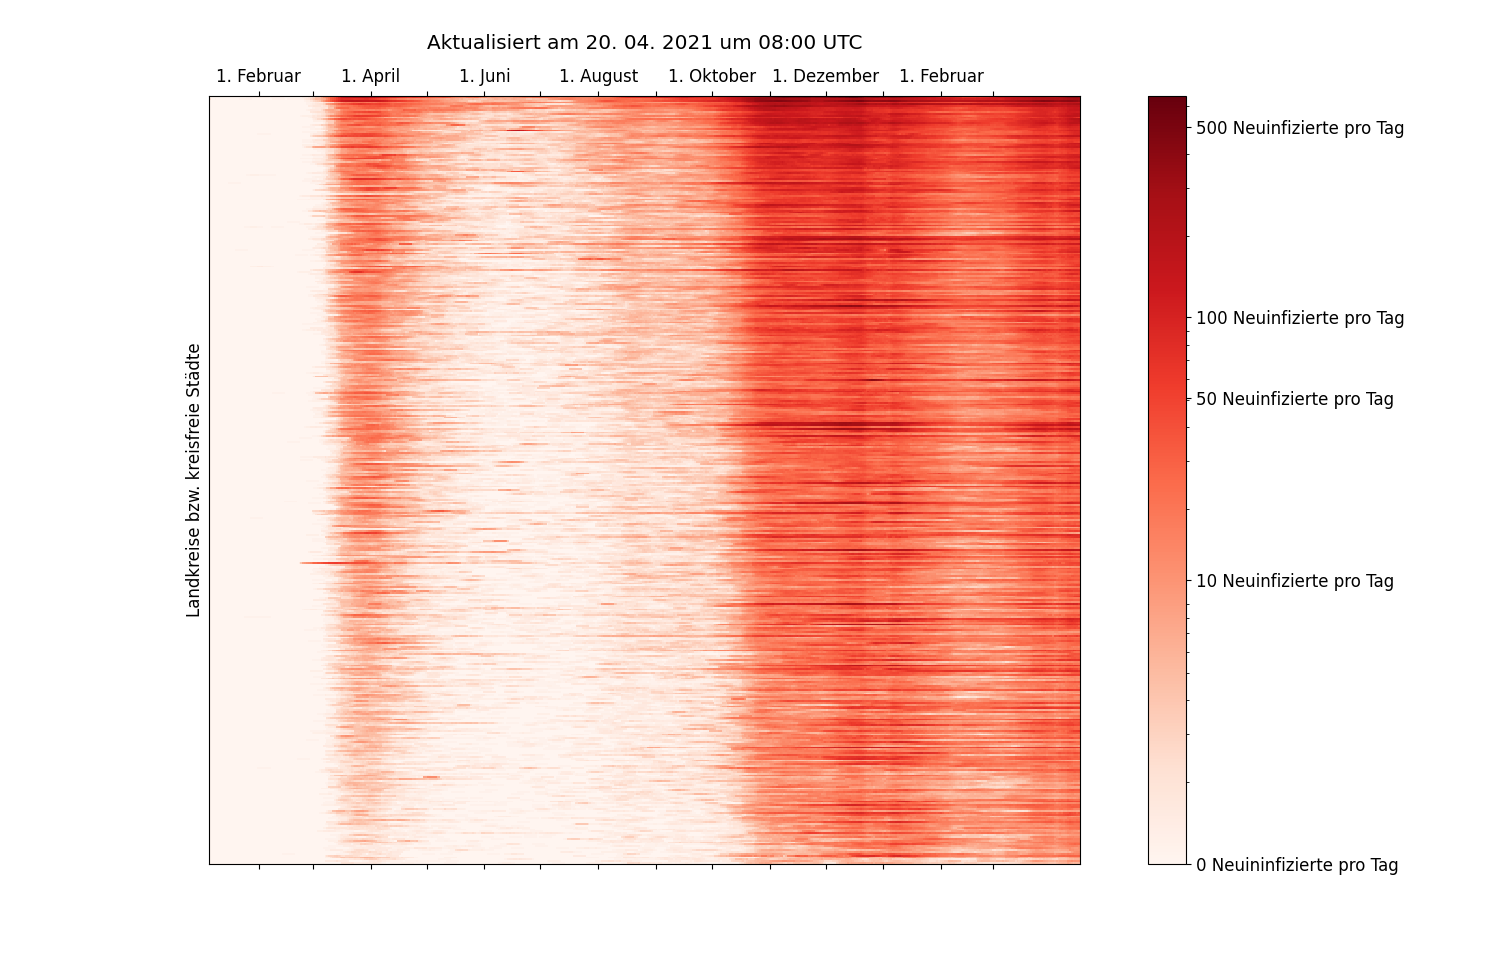 Aktualisiert am 20. 04. 2021 um 08:00 UTC
1. Februar 1. April 1. Juni 1. August 1. Oktober 1. Dezember 1. Februar
Landkreise bzw. kreisfreie Städte
500 Neuinfizierte pro Tag
100 Neuinfizierte pro Tag
50 Neuinfizierte pro Tag
10 Neuinfizierte pro Tag
0 Neuininfizierte pro Tag